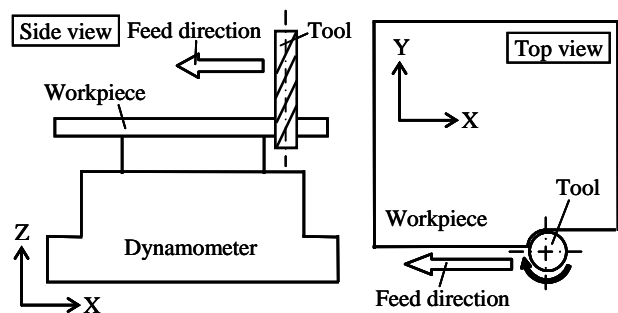 Side view
Feed direction
Tool
Workpiece
Dynamometer
Z
X
Top view
Y
X
Tool
Workpiece
Feed direction